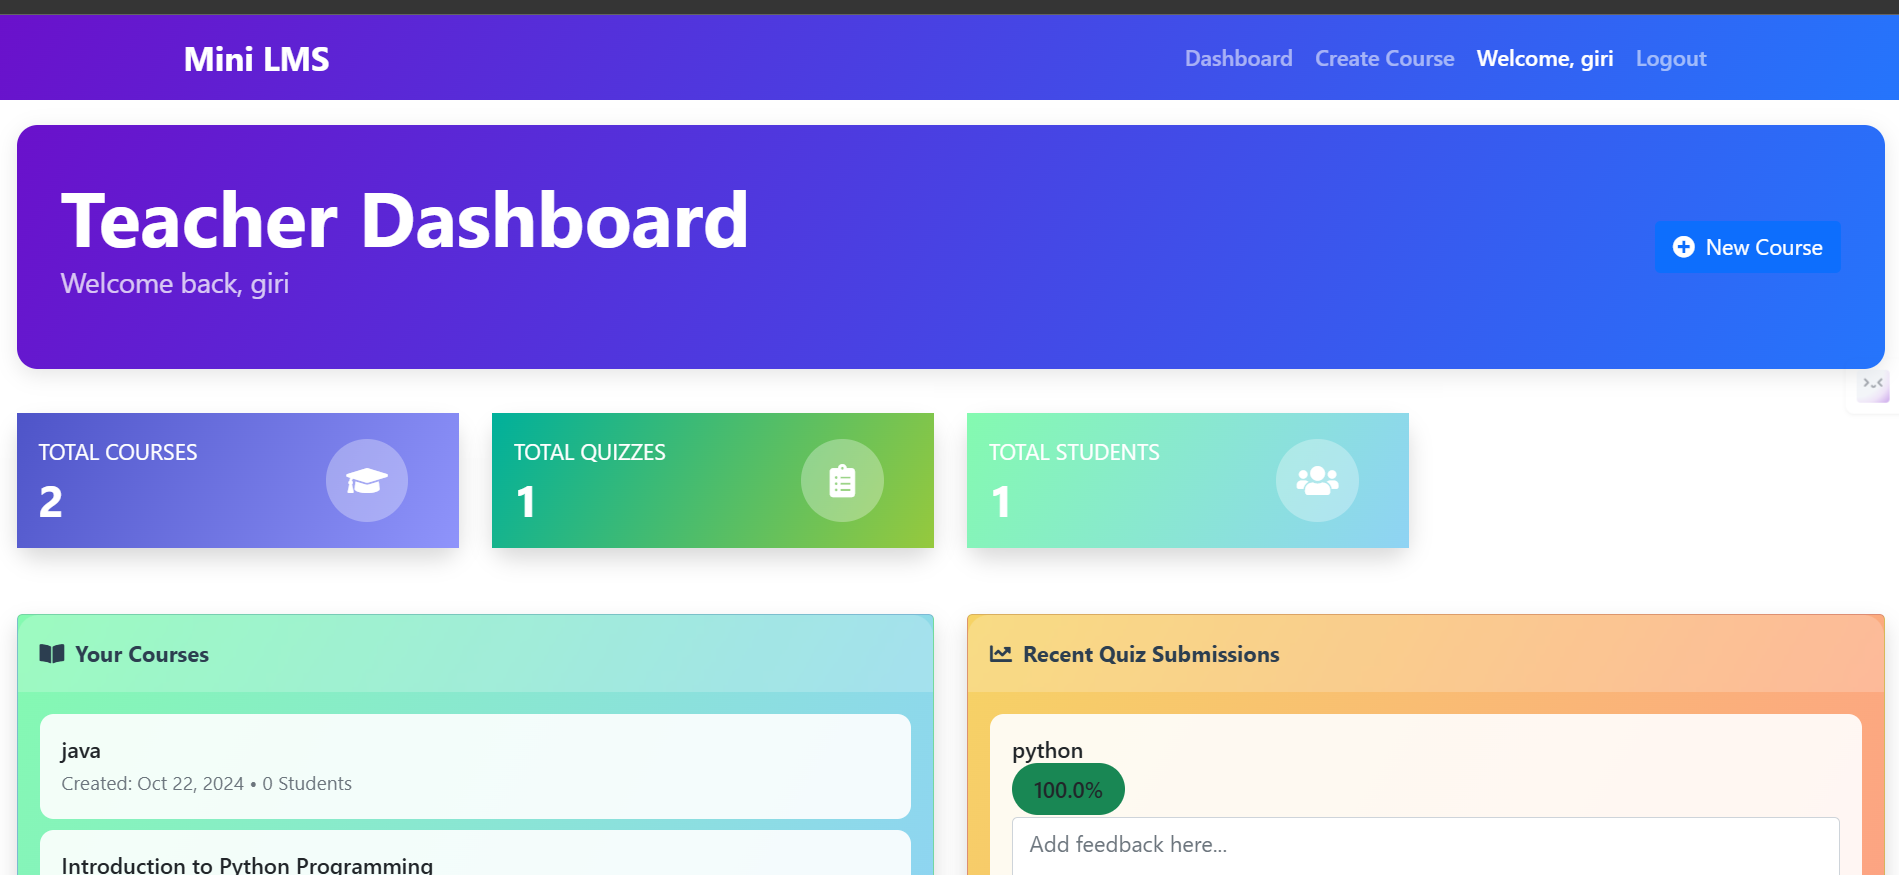 Mini LMS
Dashboard Create Course Welcome, giri Logout
Teacher Dashboard
Welcome back, giri
New Course
TOTAL COURSES
2
TOTAL QUIZZES
1
TOTAL STUDENTS
1
Your Courses
java
Created: Oct 22, 2024 • 0 Students
Introduction to Python Programming
Recent Quiz Submissions
python
100.0%
Add feedback here...